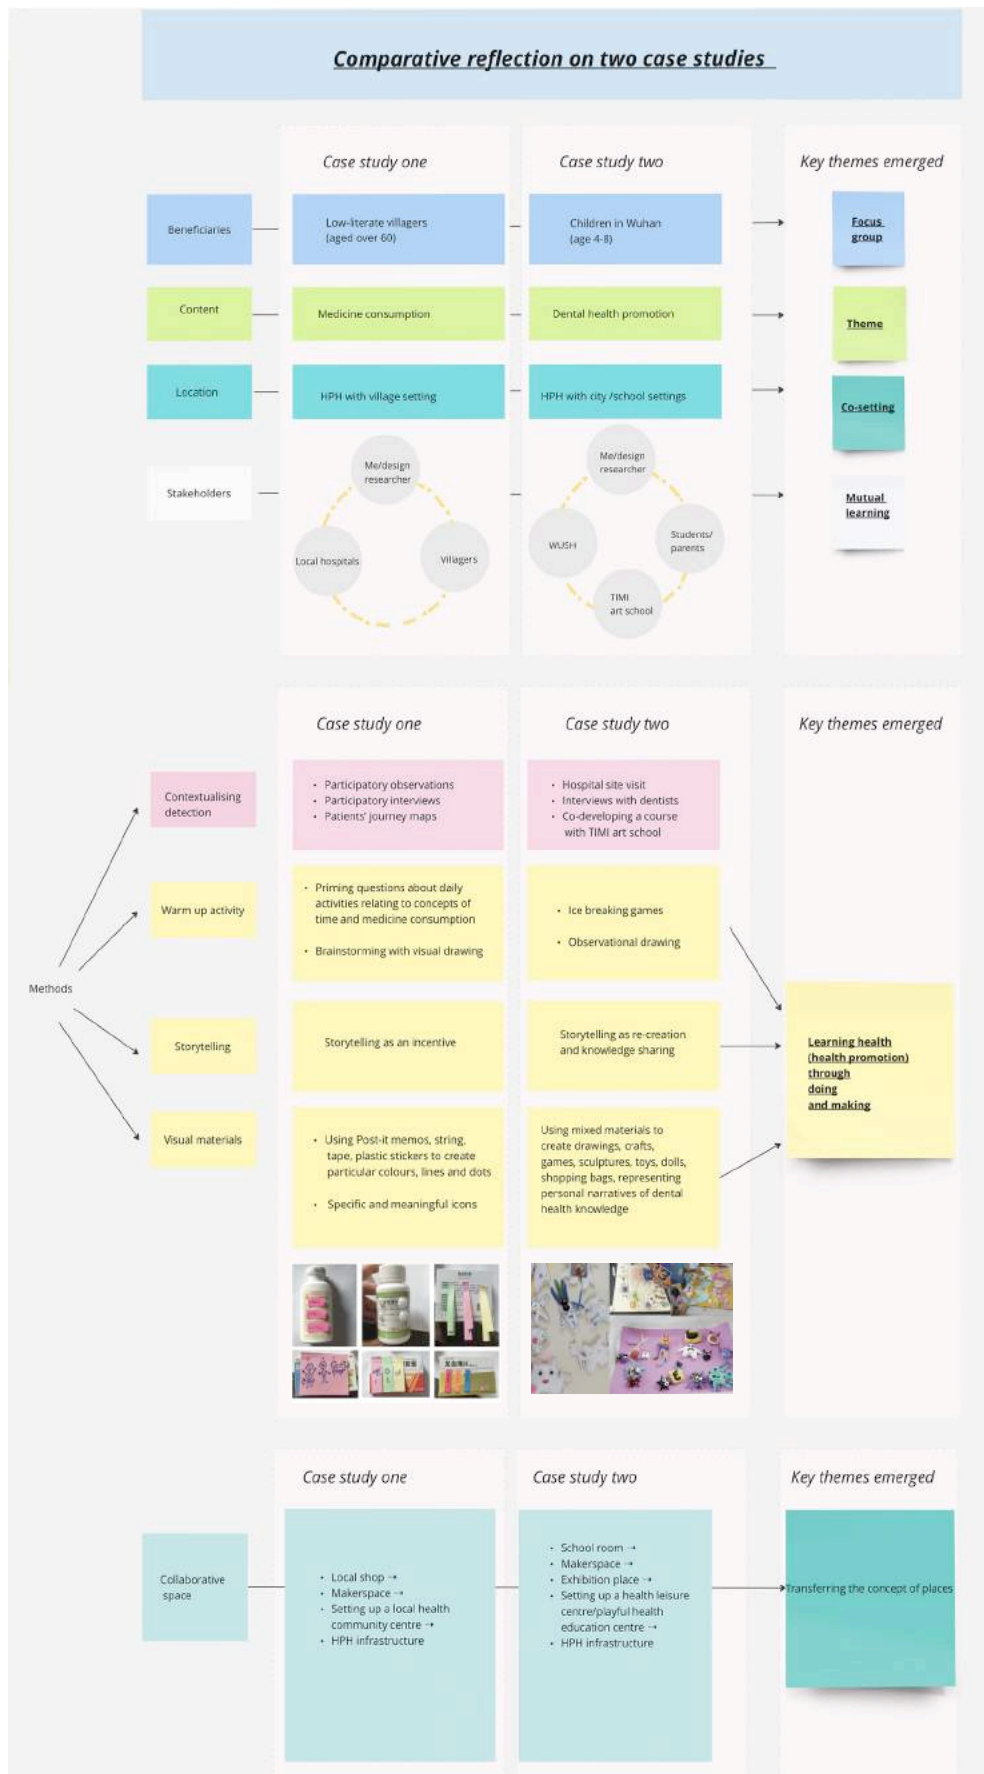 Comparative reflection on two case studies
Case study one
Case study two
Key themes emerged
Beneficiaries
Low-literate villagers
(aged over 60)
Children in Wuhan
(age 4-8)
Focus
group
Content
Medicine consumption
Dental health promotion
Theme
Location
HPH with village setting
HPH with city /school settings
Co-setting
Stakeholders
Me/design
researcher
Local hospitals
Villagers
Me/design
researcher
WUSH
Students/
parents
TIMI
art school
Mutual
learning
Case study one
Case study two
Key themes emerged
Methods
Contextualising
detection
• Participatory observations
• Participatory interviews
• Patients' journey maps
• Hospital site visit
• Interviews with dentists
• Co-developing a course
with TIMI art school
Warm up activity
• Priming questions about daily
activities relating to concepts of
time and medicine consumption
• Brainstorming with visual drawing
• Ice breaking games
• Observational drawing
Storytelling
Storytelling as an incentive
Storytelling as re-creation
and knowledge sharing
Learning health
(health promotion)
through
doing
and making
Visual materials
• Using Post-it memos, string,
tape, plastic stickers to create
particular colours, lines and dots
• Specific and meaningful icons
Using mixed materials to
create drawings, crafts,
games, sculptures, toys, dolls,
shopping bags, representing
personal narratives of dental
health knowledge
Case study one
Case study two
Key themes emerged
Collaborative
space
• Local shop →
• Makerspace →
• Setting up a local health
community centre →
• HPH infrastructure
• School room →
• Makerspace →
• Exhibition place →
• Setting up a health leisure
centre/playful health
education centre →
• HPH infrastructure
Transferring the concept of places